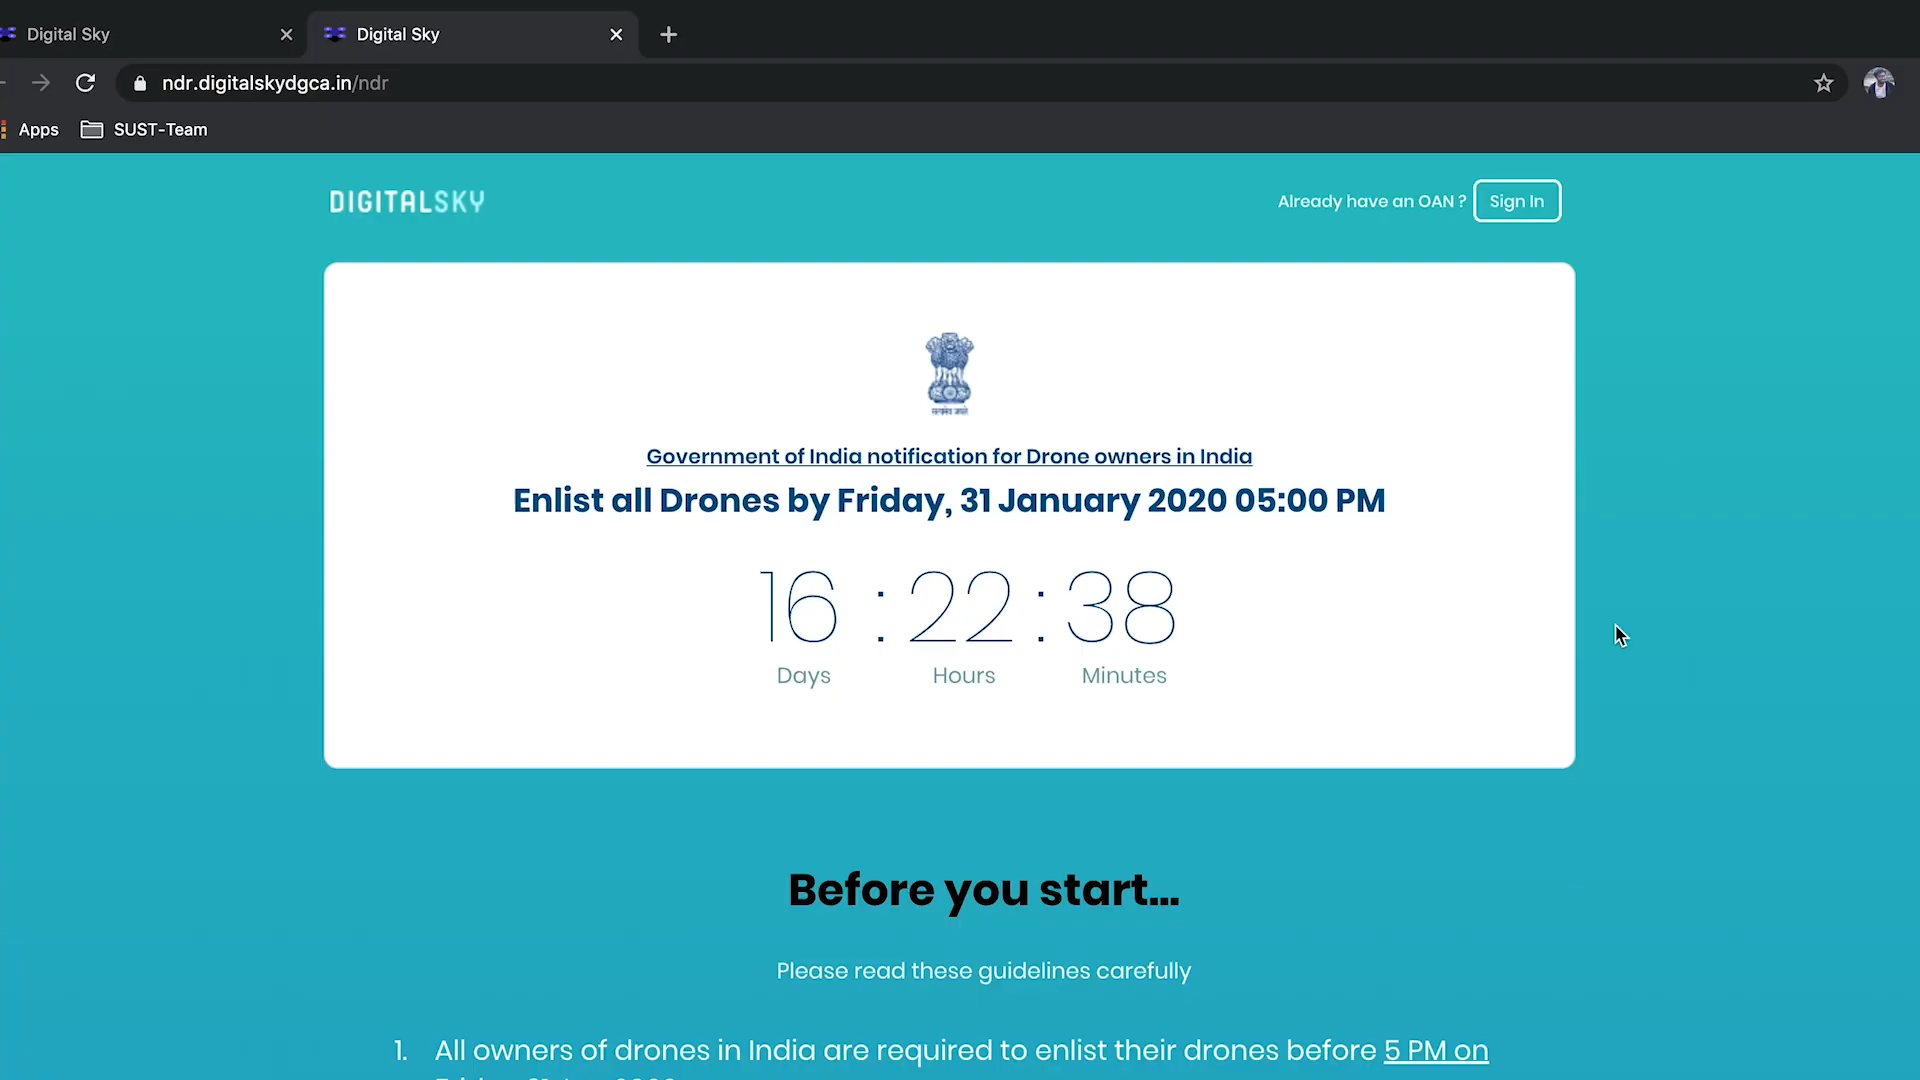 Digital Sky
Digital Sky
ndr.digitalskydgca.in/ndr
Apps
SUST-Team
DIGITALSKY
Already have an OAN ? Sign In
Government of India notification for Drone owners in India
Enlist all Drones by Friday, 31 January 2020 05:00 PM
16 : 22 : 38
Days Hours Minutes
Before you start...
Please read these guidelines carefully
1. All owners of drones in India are required to enlist their drones before 5 PM on